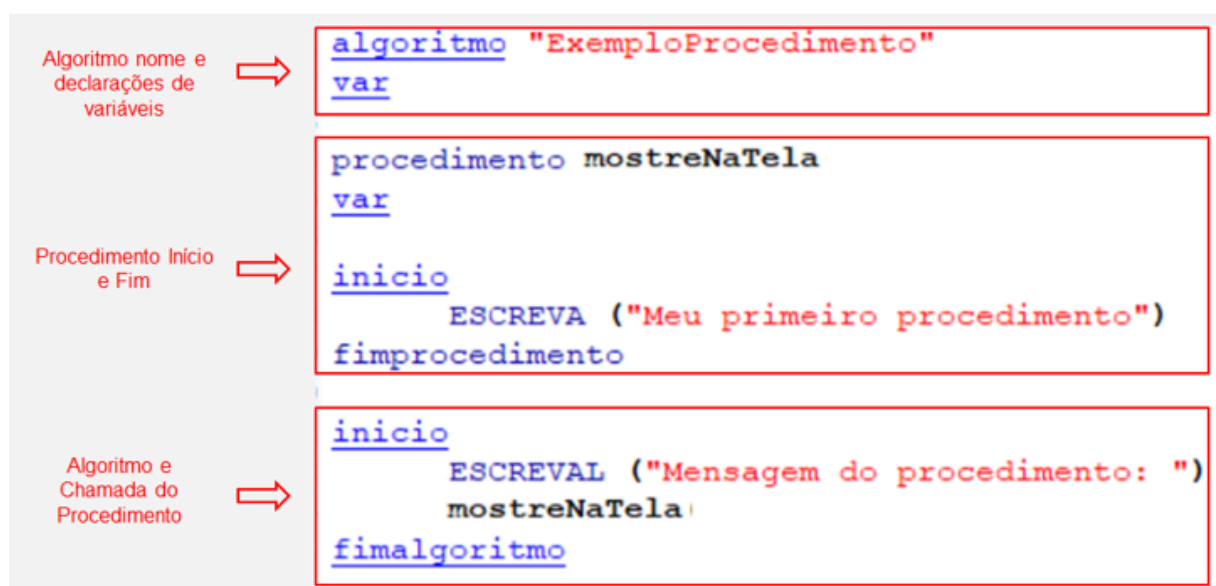 Algoritmo nome e
declarações de
variáveis
algoritmo "ExemploProcedimento"
var
Procedimento Início
e Fim
procedimento mostreNaTela
var
inicio
ESCREVA ("Meu primeiro procedimento")
fimprocedimento
Algoritmo e
Chamada do
Procedimento
inicio
ESCREVAL ("Mensagem do procedimento: ")
mostreNaTela
fimalgoritmo